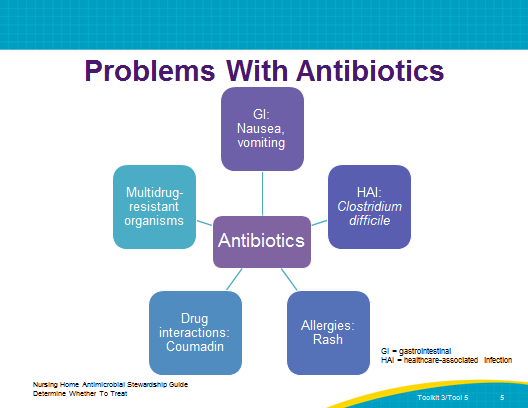 Problems With Antibiotics
GI:
Nausea,
vomiting
Multidrug-
resistant
organisms
HAI:
Clostridium
difficile
Antibiotics
Drug
interactions:
Coumadin
Allergies:
Rash
GI = gastrointestinal
HAI = healthcare-associated infection
Nursing Home Antimicrobial Stewardship Guide
Determine Whether To Treat
Toolkit 3/Tool 5 5